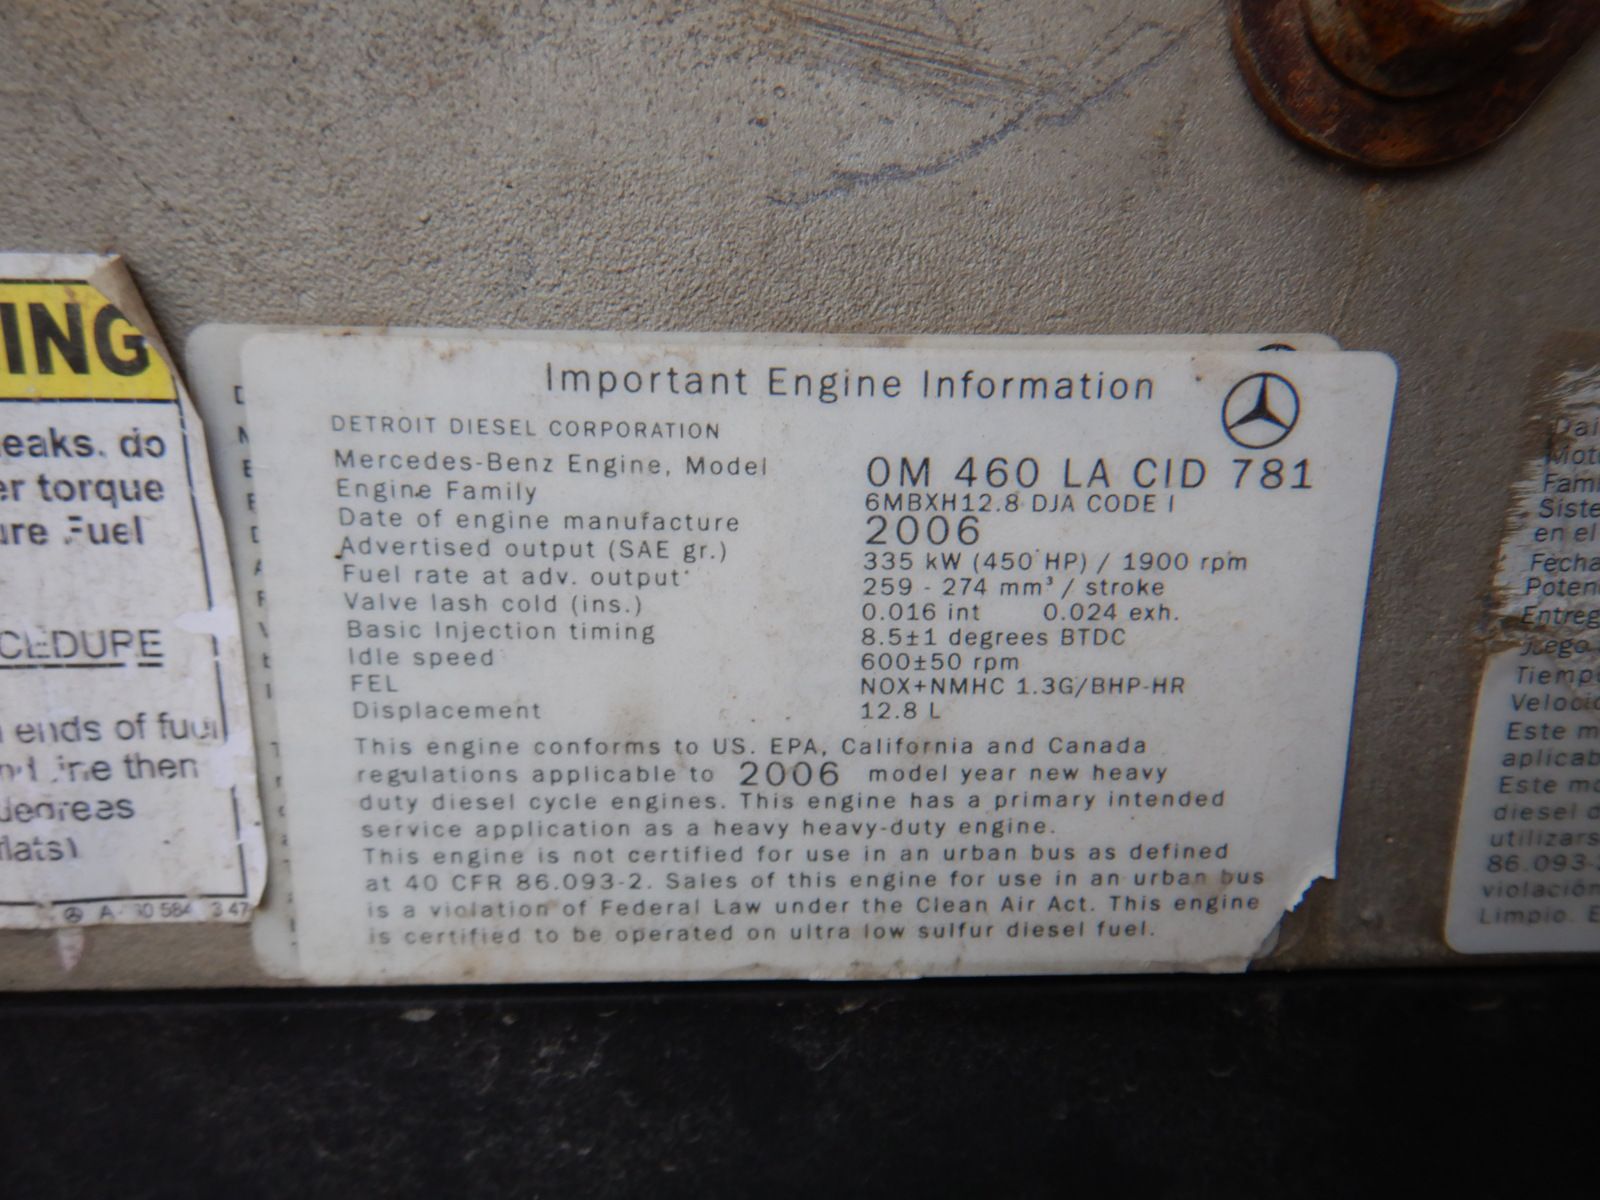 ING
eaks. do
er torque
ure Fuel
CEDURE
ends of fuel
then
degrees
flats)
Important Engine Information
DETROIT DIESEL CORPORATION
Mercedes-Benz Engine, Model OM 460 LA CID 781
Engine Family 6MBXH12.8 DJA CODE I
Date of engine manufacture 2006
Advertised output (SAE gr.) 335 kW (450 HP) / 1900 rpm
Fuel rate at adv. output 259 - 274 mm³ / stroke
Valve lash cold (ins.) 0.016 int 0.024 exh.
Basic Injection timing 8.5±1 degrees BTDC
Idle speed 600±50 rpm
FEL NOX+NMHC 1.3G/BHP-HR
Displacement 12.8 L
This engine conforms to US. EPA, California and Canada
regulations applicable to 2006 model year new heavy
duty diesel cycle engines. This engine has a primary intended
service application as a heavy heavy-duty engine.
This engine is not certified for use in an urban bus as defined
at 40 CFR 86.093-2. Sales of this engine for use in an urban bus
is a violation of Federal Law under the Clean Air Act. This engine
is certified to be operated on ultra low sulfur diesel fuel.
Dai
Moto
Fami
Siste
en el
Fecha
Poten
Entreg
Juego
Tiempo
Veloci
Este m
aplicab
Este mo
diesel d
utilizars
86.093-
violación
Limpio. E